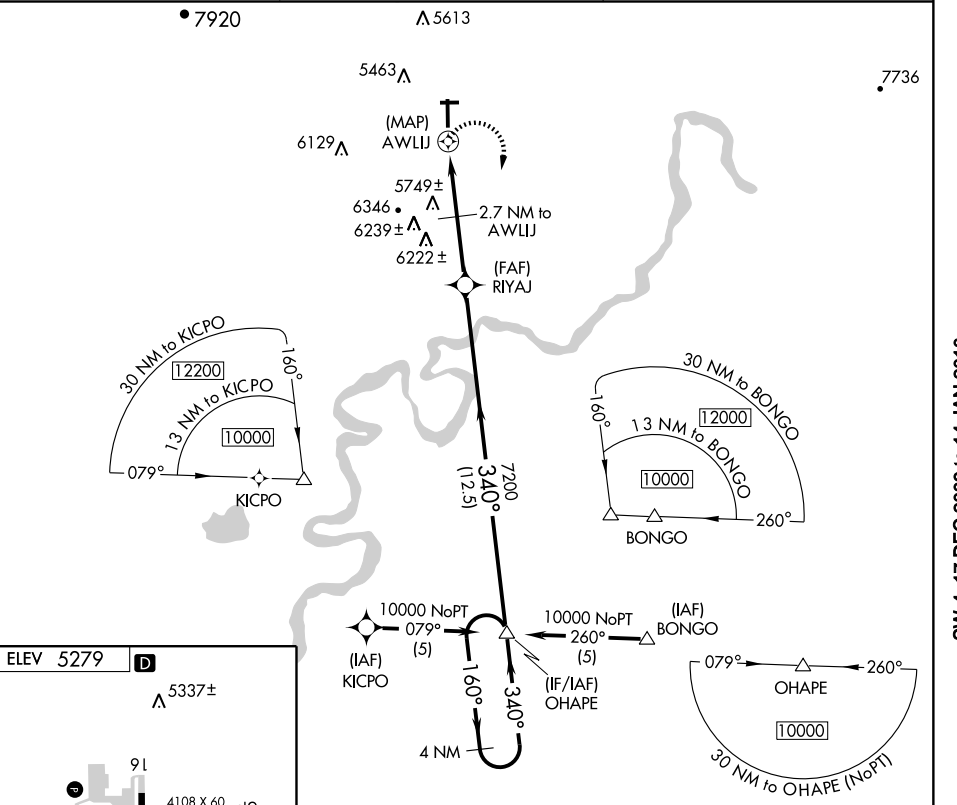 7920
5613
5463
7736
(MAP)
AWLIJ
6129
5749±
6346
2.7 NM to
AWLIJ
6239±
6222±
(FAF)
RIYAJ
30 NM to KICPO
12200
160°
13 NM to KICPO
10000
079°
KICPO
30 NM to BONGO
12000
160°
13 NM to BONGO
10000
260°
BONGO
7200
340°
(12.5)
10000 NoPT
079°
(5)
(IAF)
KICPO
10000 NoPT
260°
(5)
(IAF)
BONGO
(IF/IAF)
OHAPE
160°
340°
4 NM
079°
260°
OHAPE
10000
30 NM to OHAPE (NoPT)
ELEV 5279
D
5337±
16
P
4108 X 60